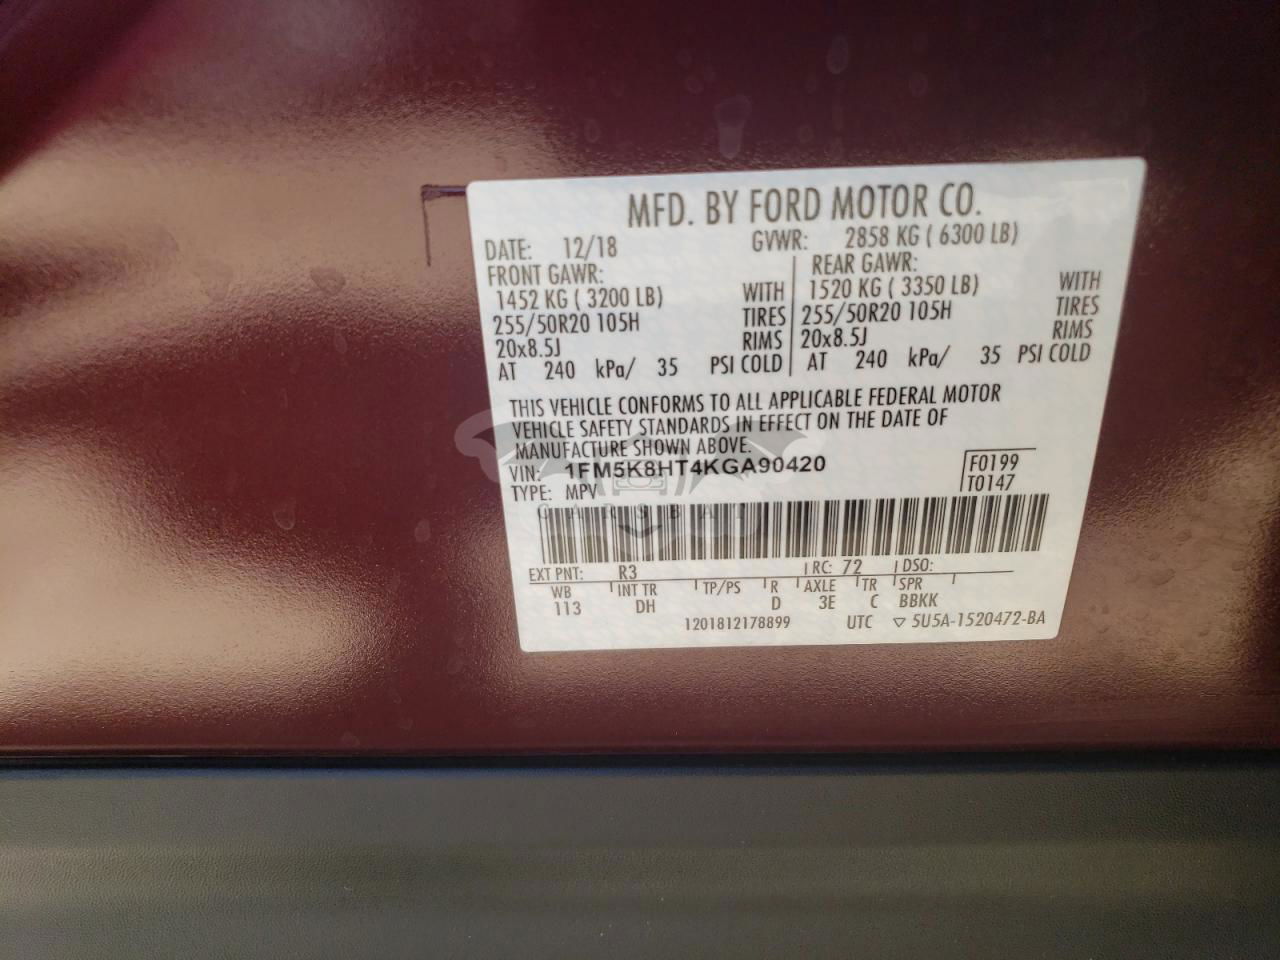 MFD. BY FORD MOTOR CO.
DATE: 12/18 GVWR: 2858 KG ( 6300 LB)
FRONT GAWR: REAR GAWR:
1452 KG ( 3200 LB) WITH 1520 KG ( 3350 LB) WITH
255/50R20 105H TIRES 255/50R20 105H TIRES
20x8.5J RIMS 20x8.5J RIMS
AT 240 kPa/ 35 PSI COLD AT 240 kPa/ 35 PSI COLD
THIS VEHICLE CONFORMS TO ALL APPLICABLE FEDERAL MOTOR
VEHICLE SAFETY STANDARDS IN EFFECT ON THE DATE OF
MANUFACTURE SHOWN ABOVE.
VIN: 1FM5K8HT4KGA90420 F0199
TYPE: MPV T0147
CARSBAT
EXT PNT: R3 RC: 72 DSO:
WB INT TR TP/PS R AXLE TR SPR
113 DH D 3E C BBKK
1201812178899 UTC ▽ 5U5A-1520472-BA